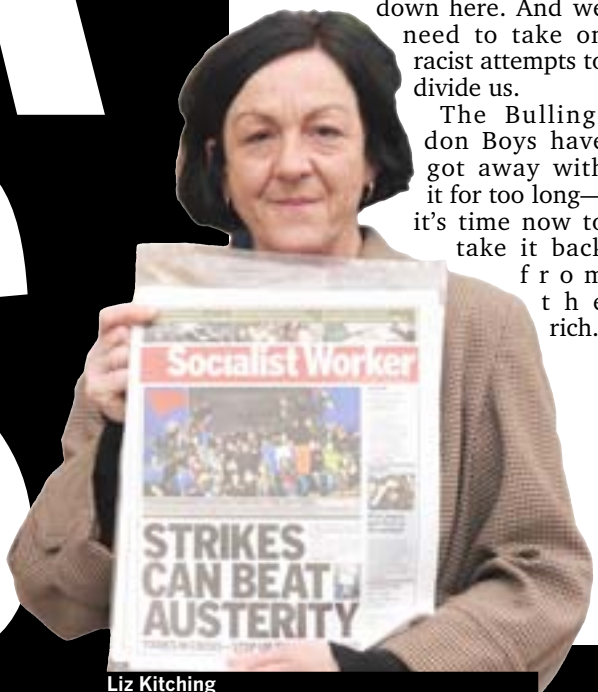 down here. And we
need to take on
racist attempts to
divide us.
The Bulling-
don Boys have
got away with
it for too long—
it's time now to
take it back
from
the
rich.
Socialist Worker
STRIKES
CAN BEAT
AUSTERITY
Liz Kitching